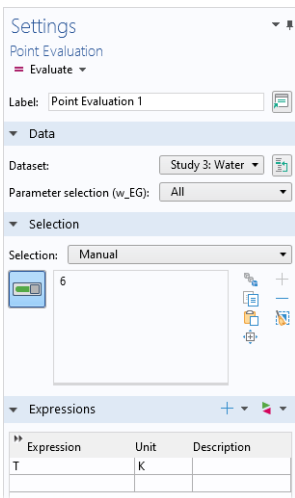 Settings
Point Evaluation
= Evaluate
Label: Point Evaluation 1
Data
Dataset: Study 3: Water
Parameter selection (w_EG): All
Selection
Selection: Manual
6
Expressions
Expression Unit Description
T K